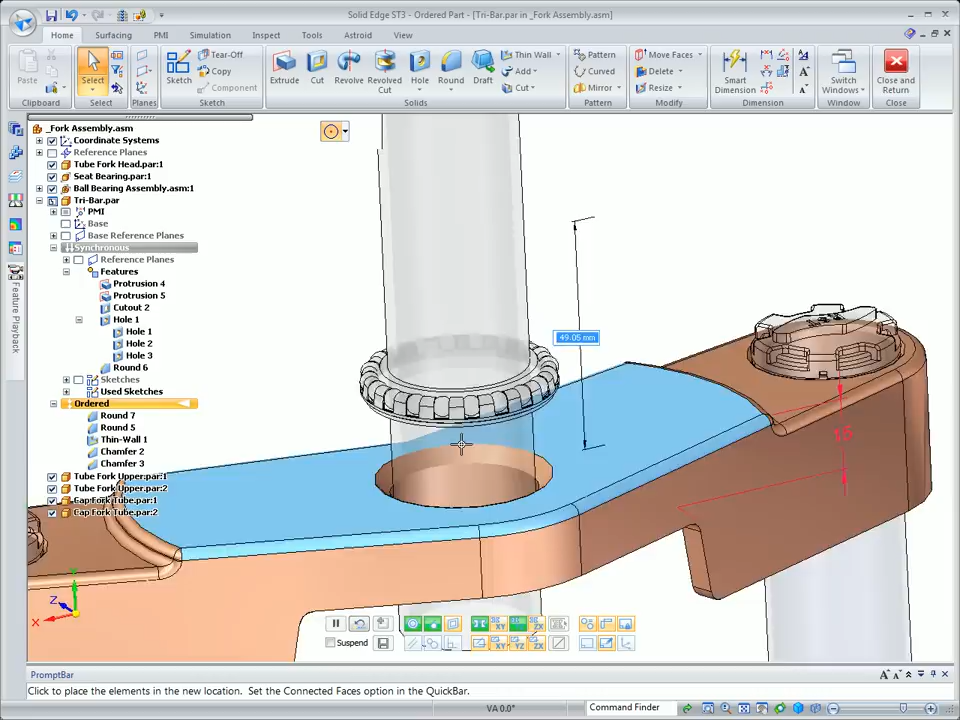 Solid Edge ST3 - Ordered Part - [Tri-Bar.par in _Fork Assembly.asm]
Home Surfacing PMI Simulation Inspect Tools Astroid View
Paste
Clipboard
Select
Select
Planes
Sketch
Tear-Off
Copy
Component
Sketch
Extrude Cut Revolve Revolved Cut Hole Round Draft
Thin Wall
Add
Cut
Solids
Pattern
Curved
Mirror
Pattern
Move Faces
Delete
Resize
Modify
Smart Dimension
Dimension
Switch Windows
Window
Close and Return
Close
_Fork Assembly.asm
Coordinate Systems
Reference Planes
Tube Fork Head.par:1
Seat Bearing.par:1
Ball Bearing Assembly.asm:1
Tri-Bar.par
PMI
Base
Base Reference Planes
Synchronous
Reference Planes
Features
Protrusion 4
Protrusion 5
Cutout 2
Hole 1
Hole 1
Hole 2
Hole 3
Round 6
Sketches
Used Sketches
Ordered
Round 7
Round 5
Thin-Wall 1
Chamfer 2
Chamfer 3
Tube Fork Upper.par:1
Tube Fork Upper.par:2
Cap Fork Tube.par:1
Cap Fork Tube.par:2
Feature Playback
49.05 mm
X
Z
Suspend
XY
ZX
XY
YZ
ZX
PromptBar
Click to place the elements in the new location. Set the Connected Faces option in the QuickBar.
VA 0.0°
Command Finder